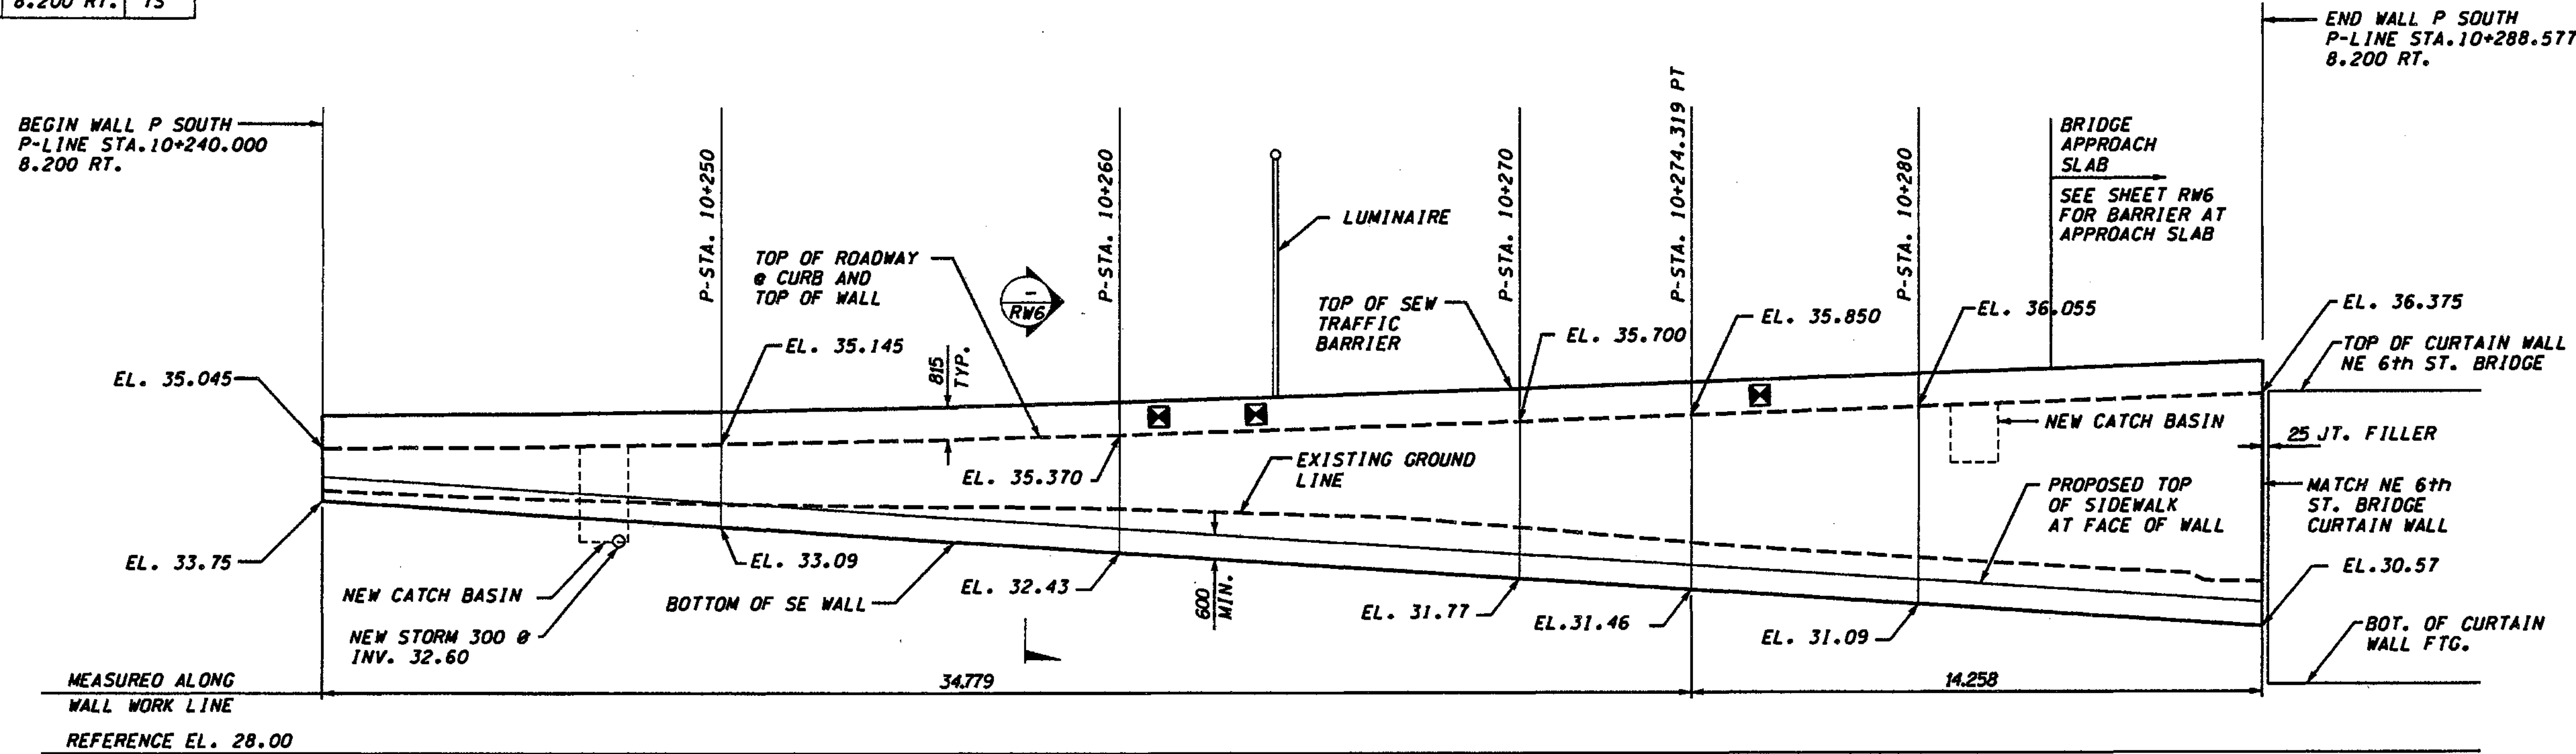 8.200 RT. TS
END WALL P SOUTH
P-LINE STA.10+288.577
8.200 RT.
BEGIN WALL P SOUTH
P-LINE STA.10+240.000
8.200 RT.
P-STA. 10+250
P-STA. 10+260
P-STA. 10+270
P-STA. 10+274.319 PT
P-STA. 10+280
BRIDGE
APPROACH
SLAB
SEE SHEET RW6
FOR BARRIER AT
APPROACH SLAB
LUMINAIRE
TOP OF ROADWAY
@ CURB AND
TOP OF WALL
-
RW6
TOP OF SEW
TRAFFIC
BARRIER
EL. 35.045
EL. 35.145
815
TYP.
EL. 35.370
EL. 35.700
EL. 35.850
EL. 36.055
EL. 36.375
TOP OF CURTAIN WALL
NE 6th ST. BRIDGE
NEW CATCH BASIN
25 JT. FILLER
EXISTING GROUND
LINE
PROPOSED TOP
OF SIDEWALK
AT FACE OF WALL
MATCH NE 6th
ST. BRIDGE
CURTAIN WALL
EL. 33.75
EL. 33.09
EL. 32.43
600
MIN.
EL. 31.77
EL.31.46
EL. 31.09
EL.30.57
NEW CATCH BASIN
BOTTOM OF SE WALL
NEW STORM 300 Ø
INV. 32.60
BOT. OF CURTAIN
WALL FTG.
MEASURED ALONG
WALL WORK LINE
34.779
14.258
REFERENCE EL. 28.00